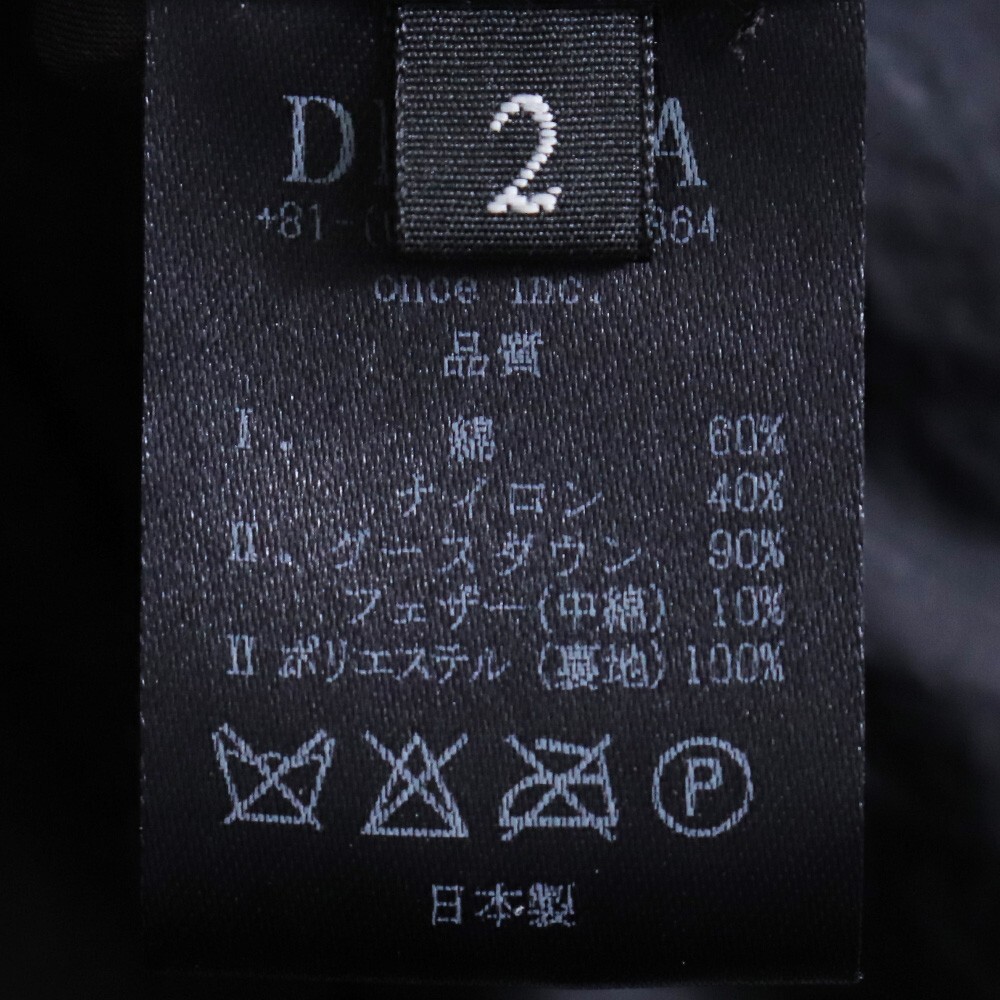 2
once inc.
品質
I. 綿 60%
ナイロン 40%
II、グースダウン 90%
フェザー(中綿) 10%
II ポリエステル (裏地) 100%
P
日本製